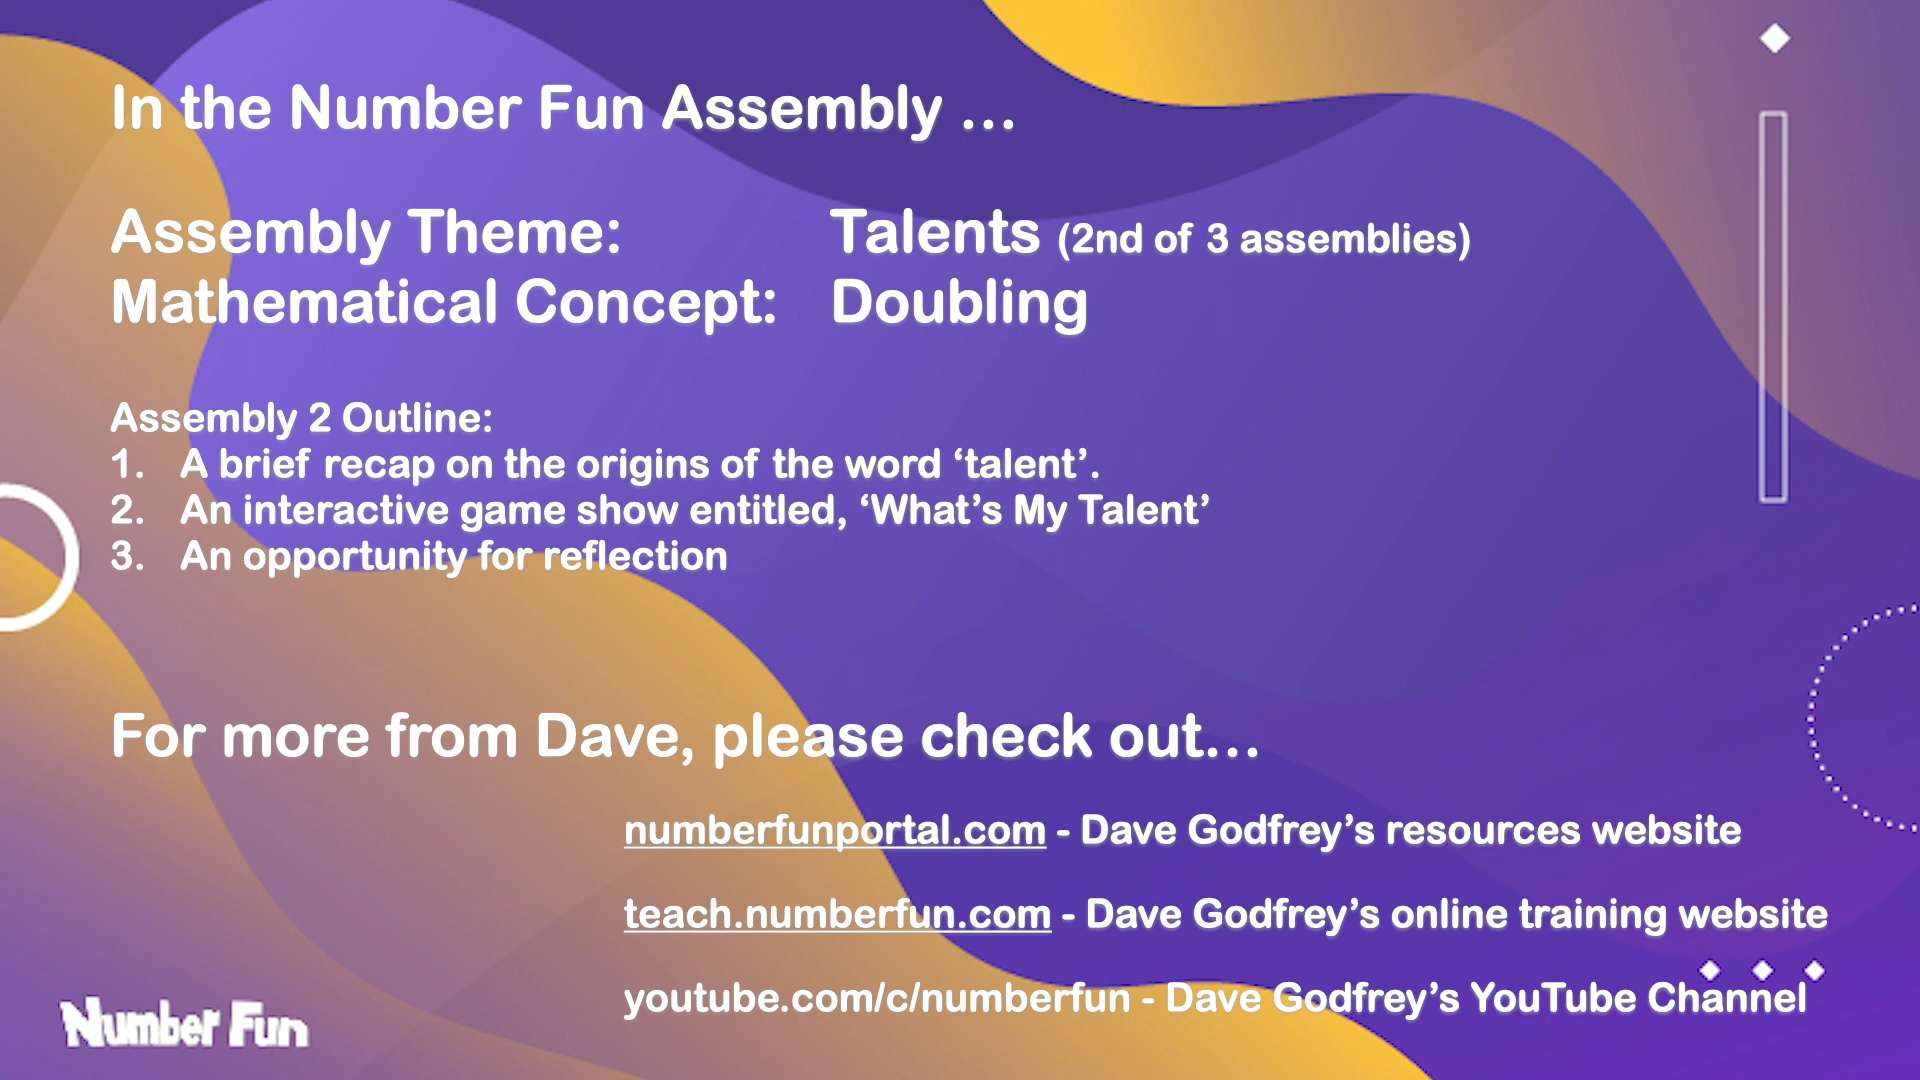 In the Number Fun Assembly …
Assembly Theme: Talents (2nd of 3 assemblies)
Mathematical Concept: Doubling
Assembly 2 Outline:
1. A brief recap on the origins of the word ‘talent’.
2. An interactive game show entitled, ‘What’s My Talent’
3. An opportunity for reflection
For more from Dave, please check out…
numberfunportal.com - Dave Godfrey’s resources website
teach.numberfun.com - Dave Godfrey’s online training website
youtube.com/c/numberfun - Dave Godfrey’s YouTube Channel
Number Fun